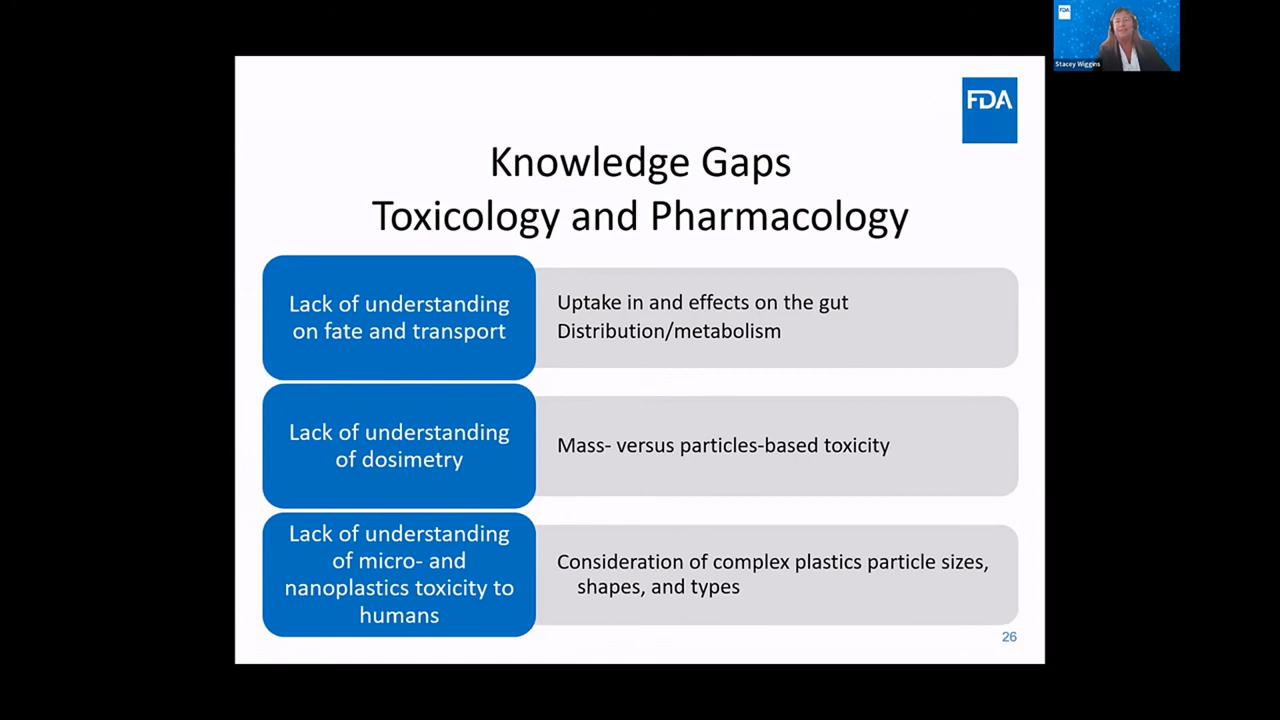 FDA
Stacey Wiggins
FDA
Knowledge Gaps
Toxicology and Pharmacology
Lack of understanding
on fate and transport
Uptake in and effects on the gut
Distribution/metabolism
Lack of understanding
of dosimetry
Mass- versus particles-based toxicity
Lack of understanding
of micro- and
nanoplastics toxicity to
humans
Consideration of complex plastics particle sizes,
shapes, and types
26